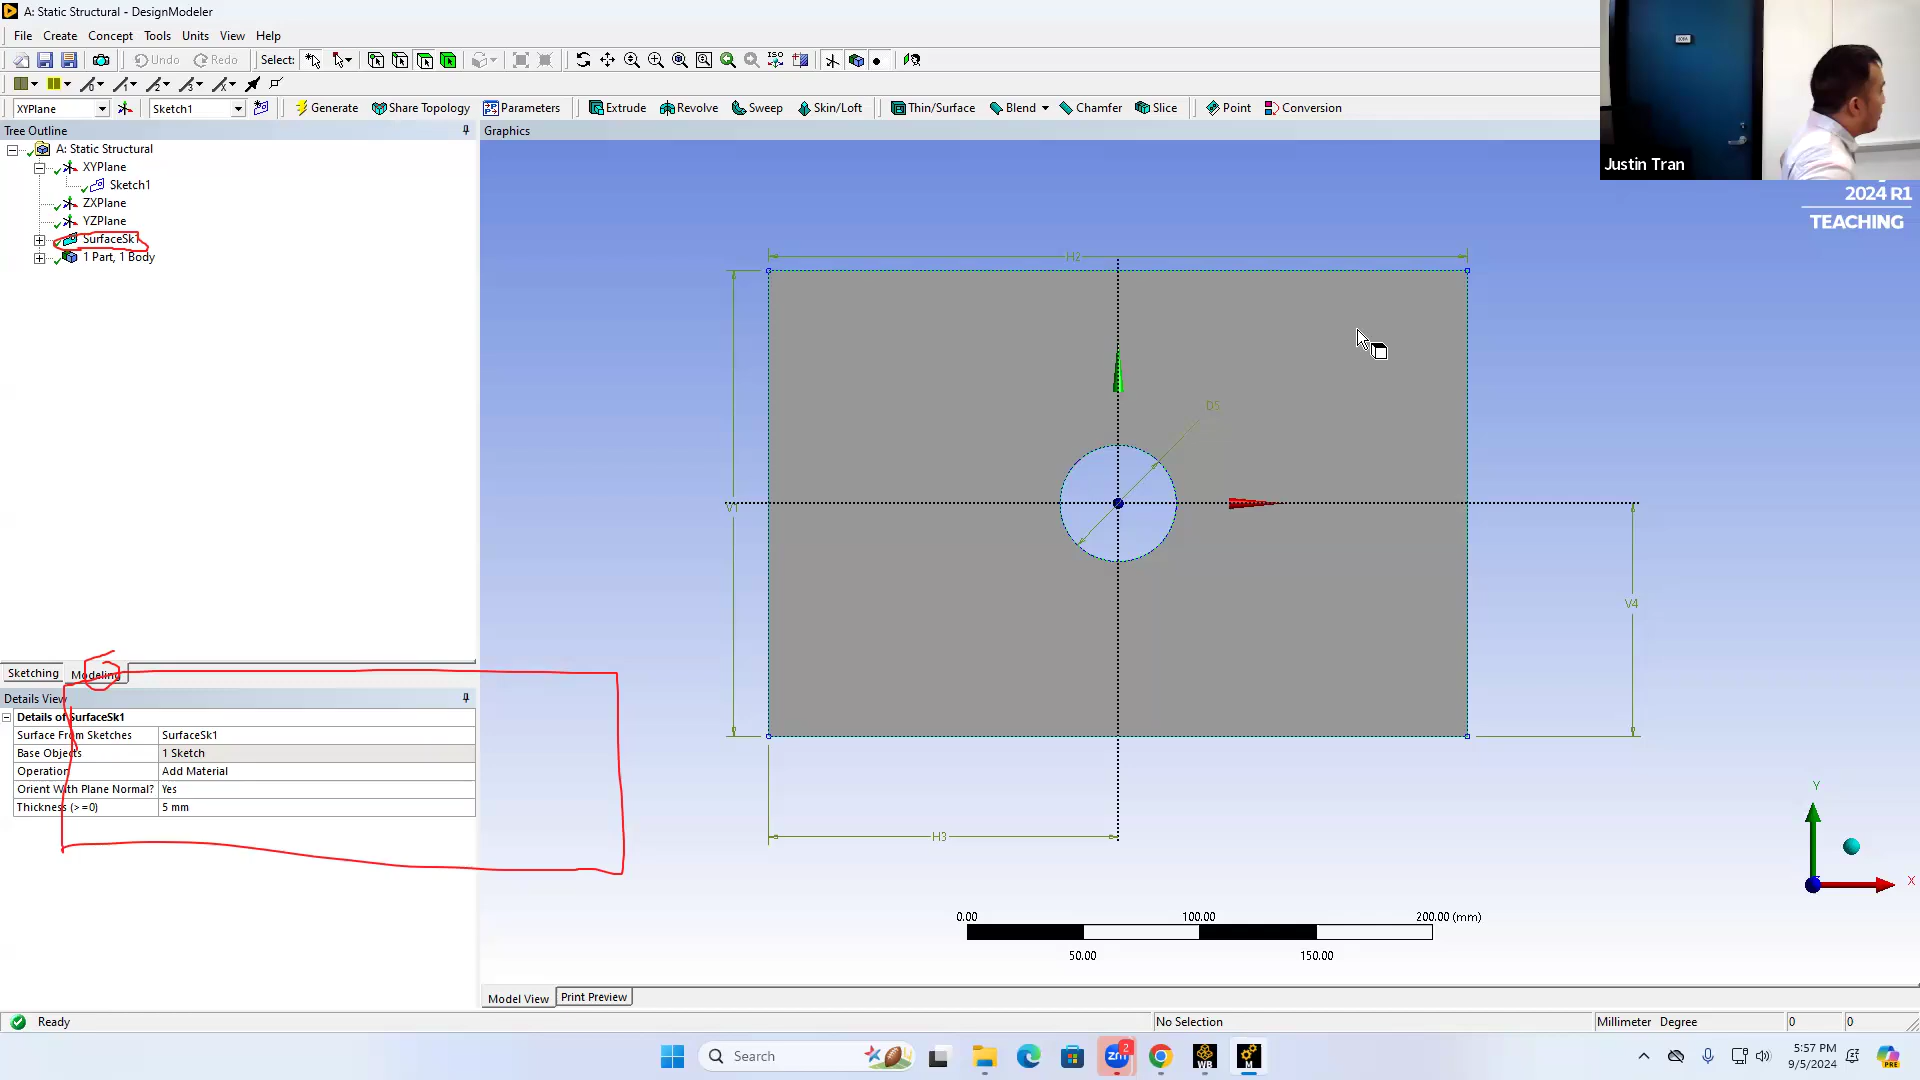 A: Static Structural - DesignModeler
File Create Concept Tools Units View Help
Undo Redo Select: ISO
XYPlane Sketch1 Generate Share Topology Parameters Extrude Revolve Sweep Skin/Loft Thin/Surface Blend Chamfer Slice Point Conversion
Tree Outline
Graphics
A: Static Structural
XYPlane
Sketch1
ZXPlane
YZPlane
SurfaceSk1
1 Part, 1 Body
Justin Tran
2024 R1
TEACHING
H2
D5
V1
V4
H3
Y
X
0.00 100.00 200.00 (mm)
50.00 150.00
Sketching Modeling
Details View
Details of SurfaceSk1
Surface From Sketches SurfaceSk1
Base Objects 1 Sketch
Operation Add Material
Orient With Plane Normal? Yes
Thickness (>=0) 5 mm
Model View Print Preview
Ready No Selection Millimeter Degree 0 0
Search
zm 2
WB
M
PRE
5:57 PM
9/5/2024